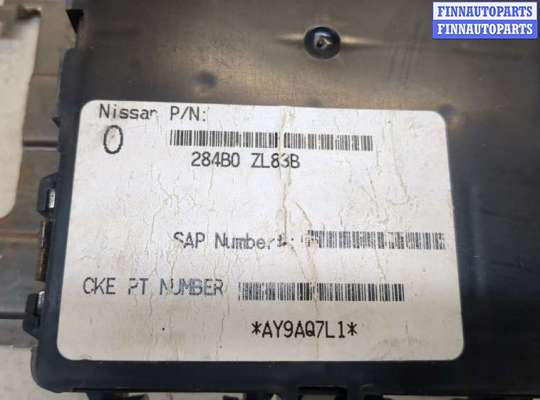 FINNAUTOPARTS
FINNAUTOPARTS
Nissan P/N:
0
284B0 ZL83B
SAP Number#:
CKE PT NUMBER
*AY9AQ7L1*